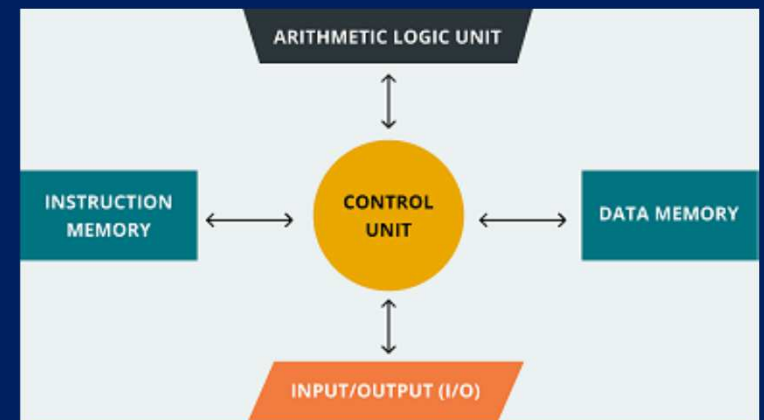 ARITHMETIC LOGIC UNIT
INSTRUCTION
MEMORY
CONTROL
UNIT
DATA MEMORY
INPUT/OUTPUT (I/O)